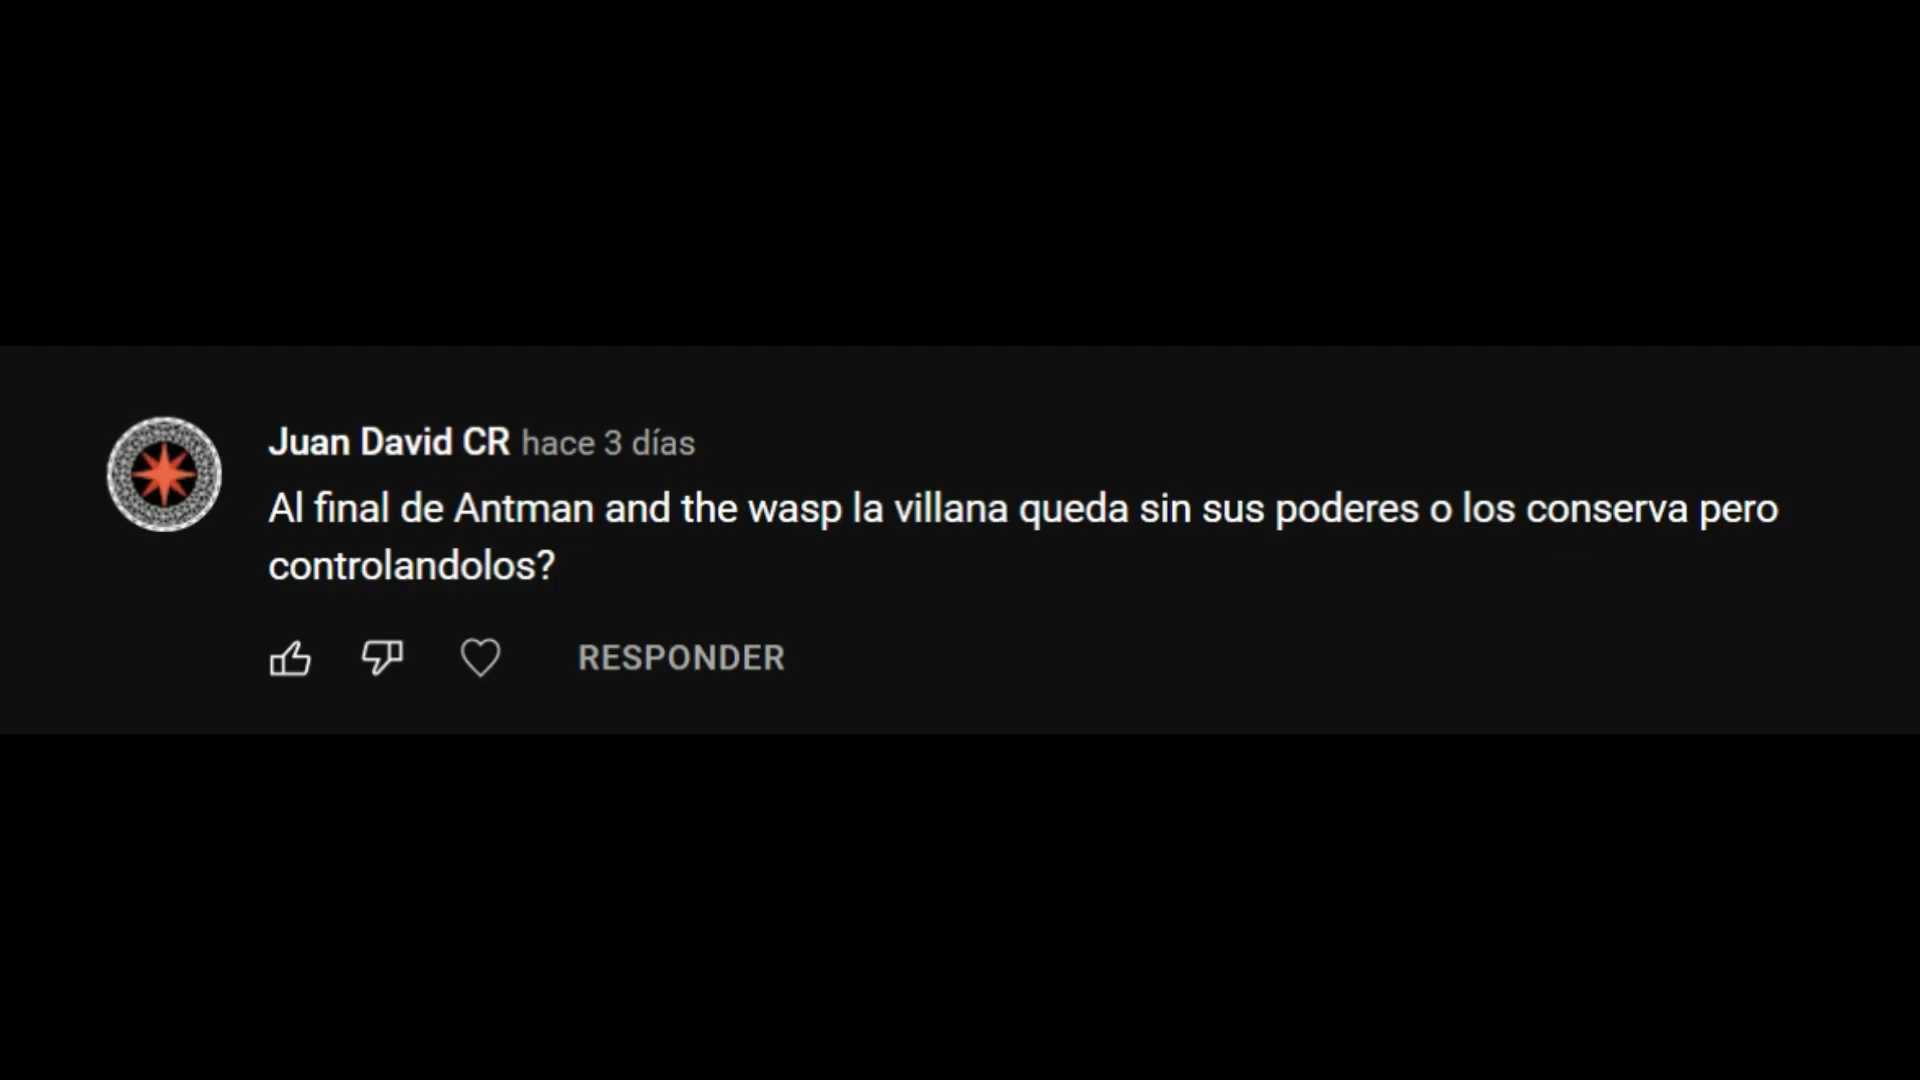 Juan David CR hace 3 días
Al final de Antman and the wasp la villana queda sin sus poderes o los conserva pero
controlandolos?
RESPONDER